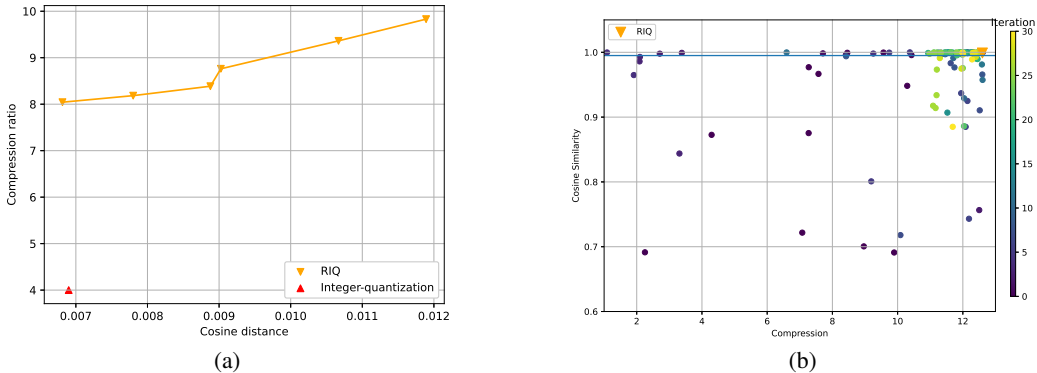 10
9
8
7
6
5
4
Compression ratio
RIQ
Integer-quantization
0.007 0.008 0.009 0.010 0.011 0.012
Cosine distance
(a)
Iteration
RIQ
1.0
0.9
0.8
0.7
0.6
Cosine Similarity
2 4 6 8 10 12
Compression
30
25
20
15
10
5
0
(b)